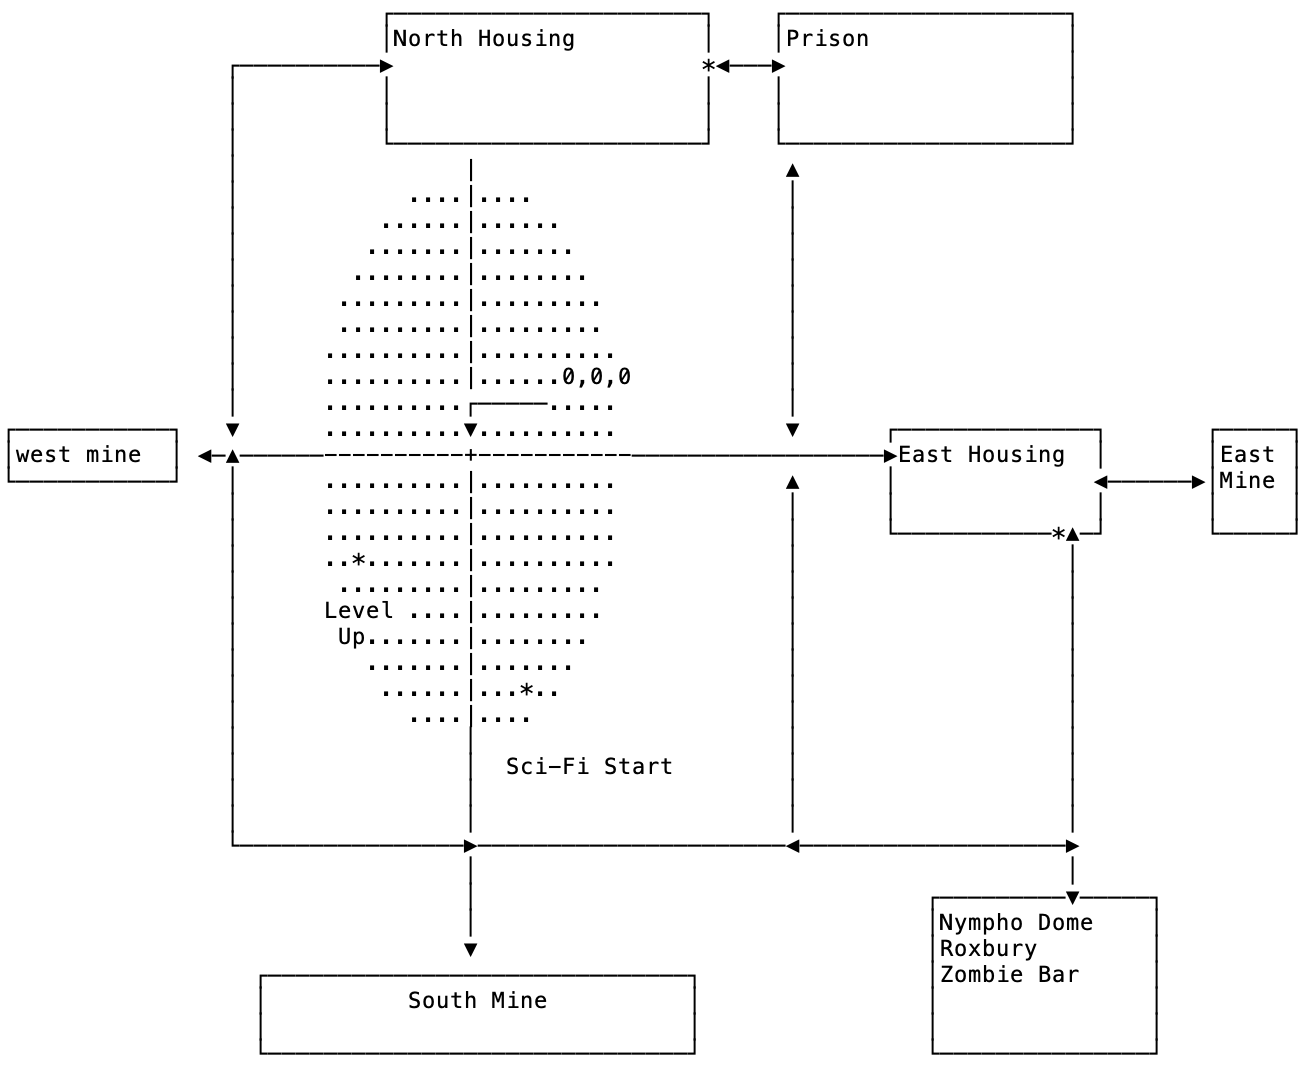 North Housing
Prison
*
0,0,0
west mine
East Housing
East
Mine
*
*
Level
Up
*
Sci-Fi Start
Nympho Dome
Roxbury
Zombie Bar
South Mine